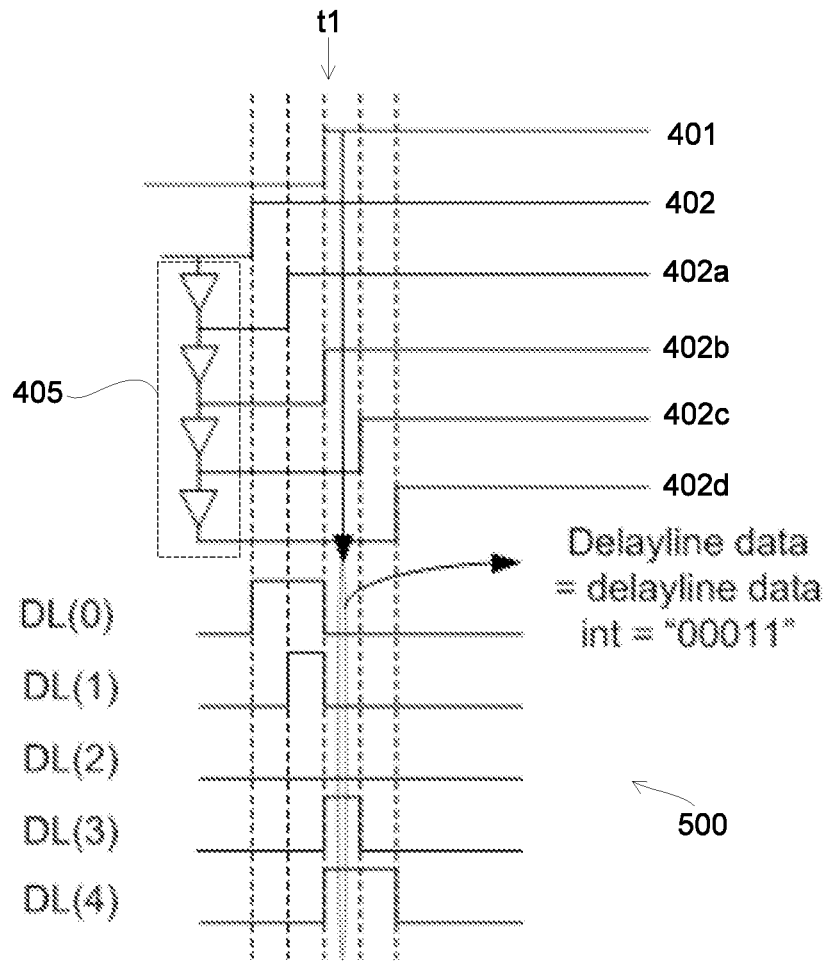 t1
401
402
402a
402b
405
402c
402d
Delayline data
= delayline data
int = “00011”
DL(0)
DL(1)
DL(2)
DL(3)
500
DL(4)